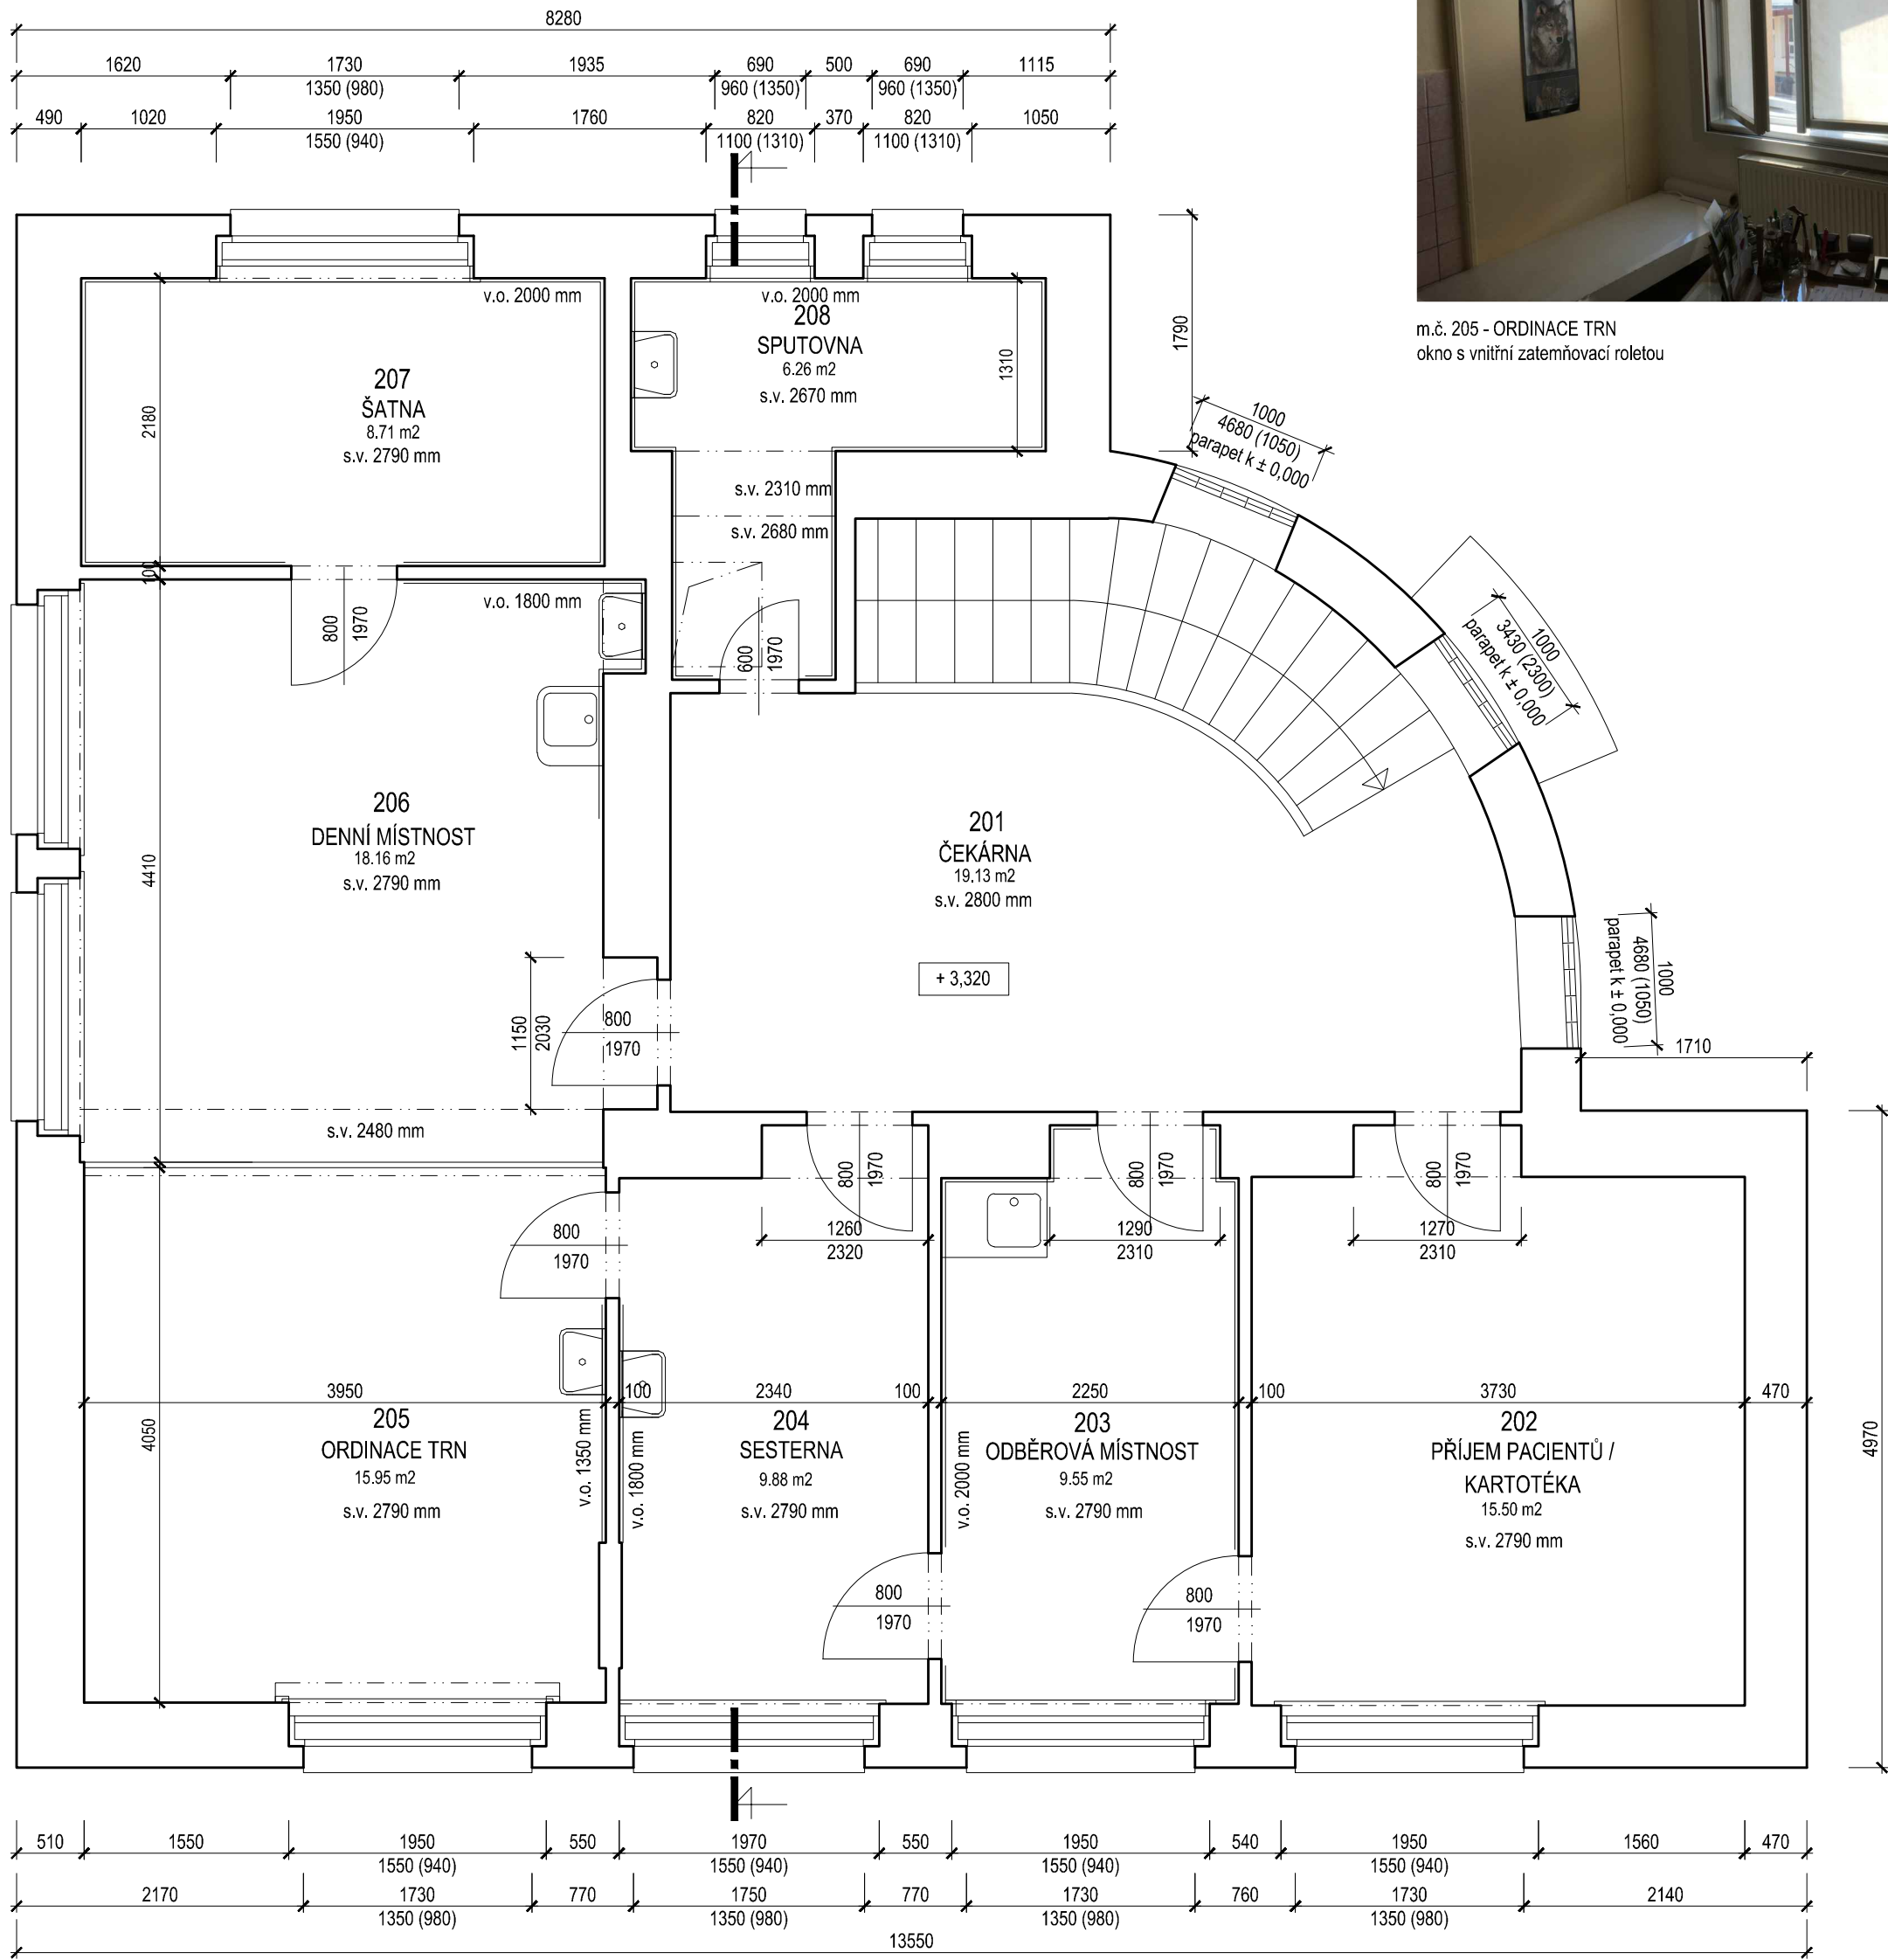 8280
1620 1730 1935 690 500 690 1115
1350 (980) 960 (1350) 960 (1350)
490 1020 1950 1760 820 370 820 1050
1550 (940) 1100 (1310) 1100 (1310)
m.č. 205 - ORDINACE TRN
okno s vnitřní zatemňovací roletou
v.o. 2000 mm
207
ŠATNA
8.71 m2
s.v. 2790 mm
2180
100
v.o. 2000 mm
208
SPUTOVNA
6.26 m2
s.v. 2670 mm
1310
1790
s.v. 2310 mm
s.v. 2680 mm
600
1970
1000
4680 (1050)
parapet k ± 0,000
1000
3430 (2300)
parapet k ± 0,000
1000
4680 (1050)
parapet k ± 0,000
1710
800
1970
v.o. 1800 mm
206
DENNÍ MÍSTNOST
18.16 m2
s.v. 2790 mm
4410
1150
2030
800
1970
s.v. 2480 mm
201
ČEKÁRNA
19.13 m2
s.v. 2800 mm
+ 3,320
800
1970
800
1970
800
1970
800
1970
1260
2320
1290
2310
1270
2310
3950 100 2340 100 2250 100 3730 470
4050
4970
205
ORDINACE TRN
15.95 m2
s.v. 2790 mm
v.o. 1350 mm
v.o. 1800 mm
204
SESTERNA
9.88 m2
s.v. 2790 mm
v.o. 2000 mm
203
ODBĚROVÁ MÍSTNOST
9.55 m2
s.v. 2790 mm
202
PŘÍJEM PACIENTŮ /
KARTOTÉKA
15.50 m2
s.v. 2790 mm
800
1970
800
1970
510 1550 1950 550 1970 550 1950 540 1950 1560 470
1550 (940) 1550 (940) 1550 (940) 1550 (940)
2170 1730 770 1750 770 1730 760 1730 2140
1350 (980) 1350 (980) 1350 (980) 1350 (980)
13550